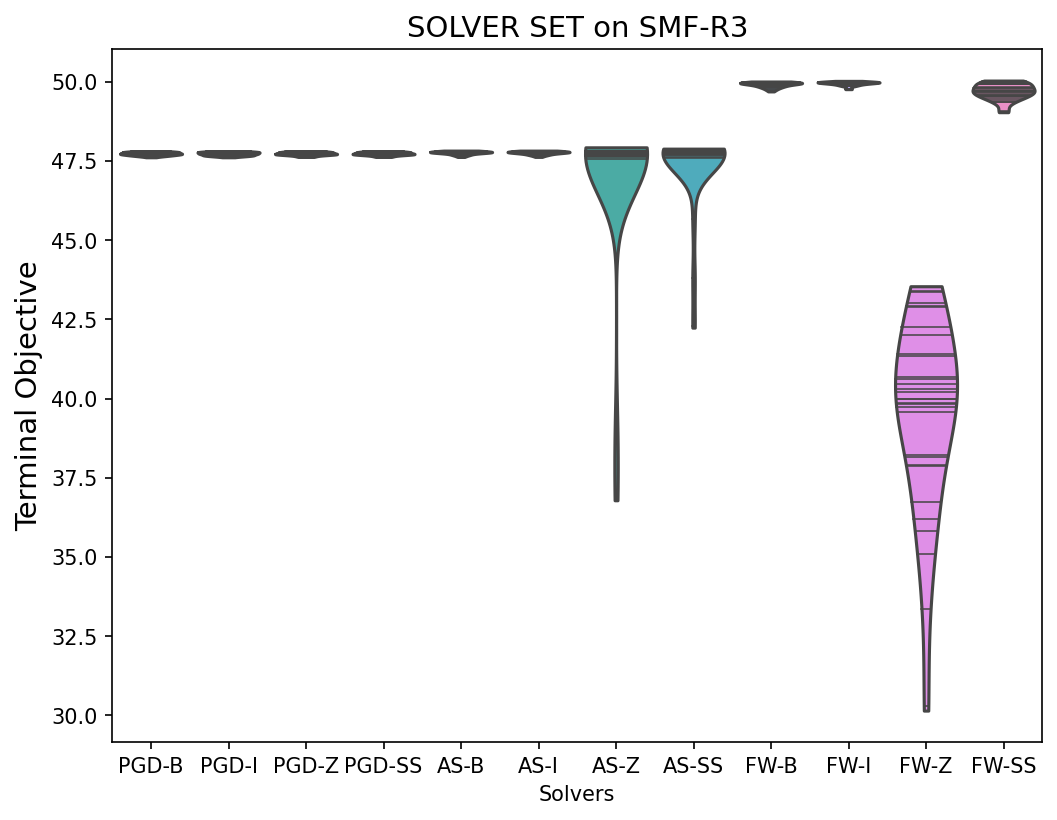 SOLVER SET on SMF-R3
Terminal Objective
50.0
47.5
45.0
42.5
40.0
37.5
35.0
32.5
30.0
PGD-B PGD-I PGD-Z PGD-SS AS-B AS-I AS-Z AS-SS FW-B FW-I FW-Z FW-SS
Solvers